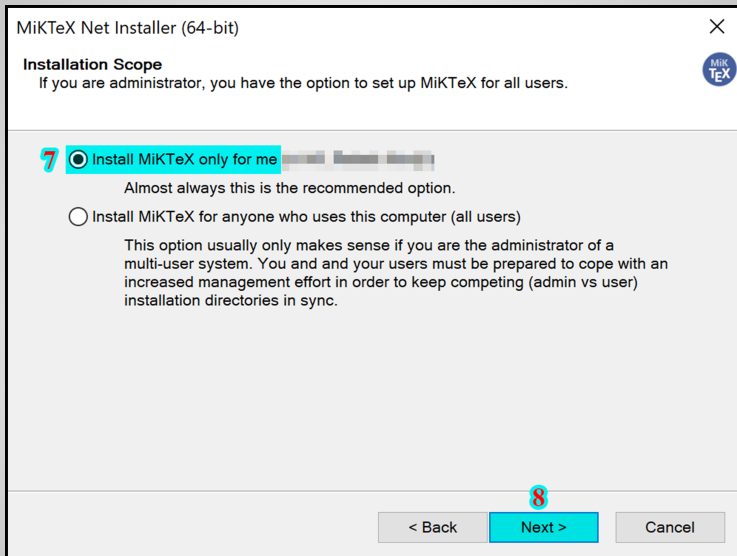 MiKTeX Net Installer (64-bit)
Installation Scope
If you are administrator, you have the option to set up MiKTeX for all users.
MiK
TEX
7 Install MiKTeX only for me
Almost always this is the recommended option.
Install MiKTeX for anyone who uses this computer (all users)
This option usually only makes sense if you are the administrator of a
multi-user system. You and and your users must be prepared to cope with an
increased management effort in order to keep competing (admin vs user)
installation directories in sync.
8
< Back Next > Cancel